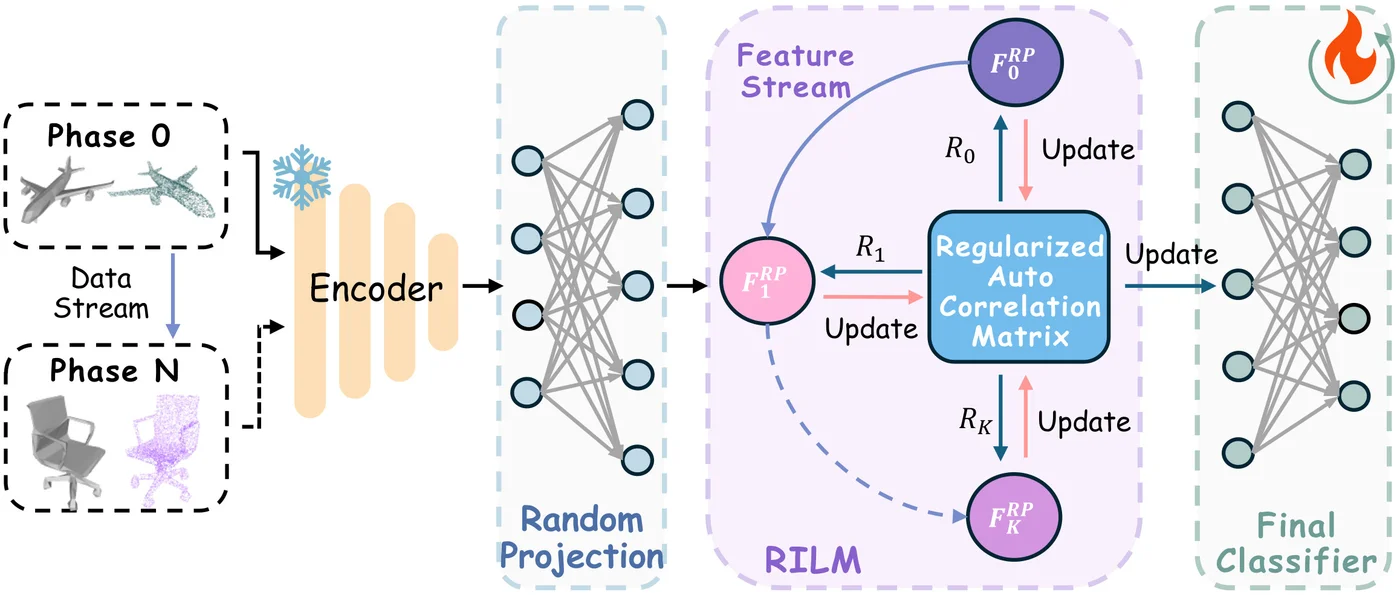 Phase 0
Data
Stream
Phase N
Encoder
Random
Projection
Feature
Stream
F_0^{RP}
R_0
Update
F_1^{RP}
R_1
Update
Regularized
Auto
Correlation
Matrix
Update
R_K
Update
F_K^{RP}
RILM
Final
Classifier